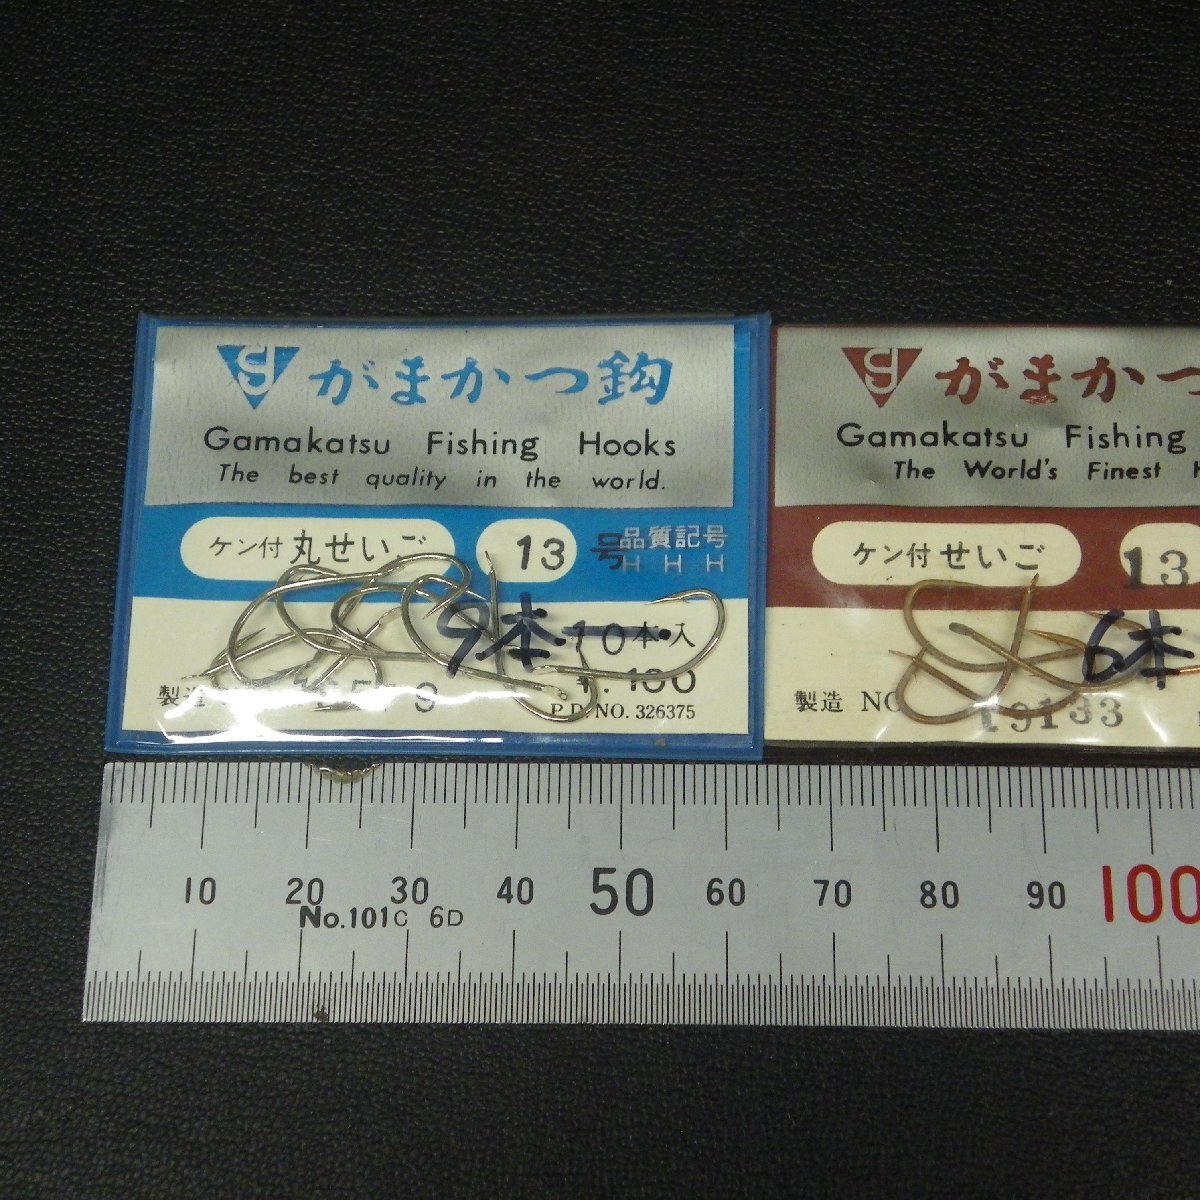 がまかつ鈎
Gamakatsu Fishing Hooks
The best quality in the world.
ケン付 丸せいご 13 号
品質記号
H H H
9本
10本入
¥.100
製造
P.D. NO. 326375
がまかつ
Gamakatsu Fishing
The World's Finest
ケン付 せいご 13
6本
製造 NO
19133
10 20 30 40 50 60 70 80 90 100
No.101C 6D